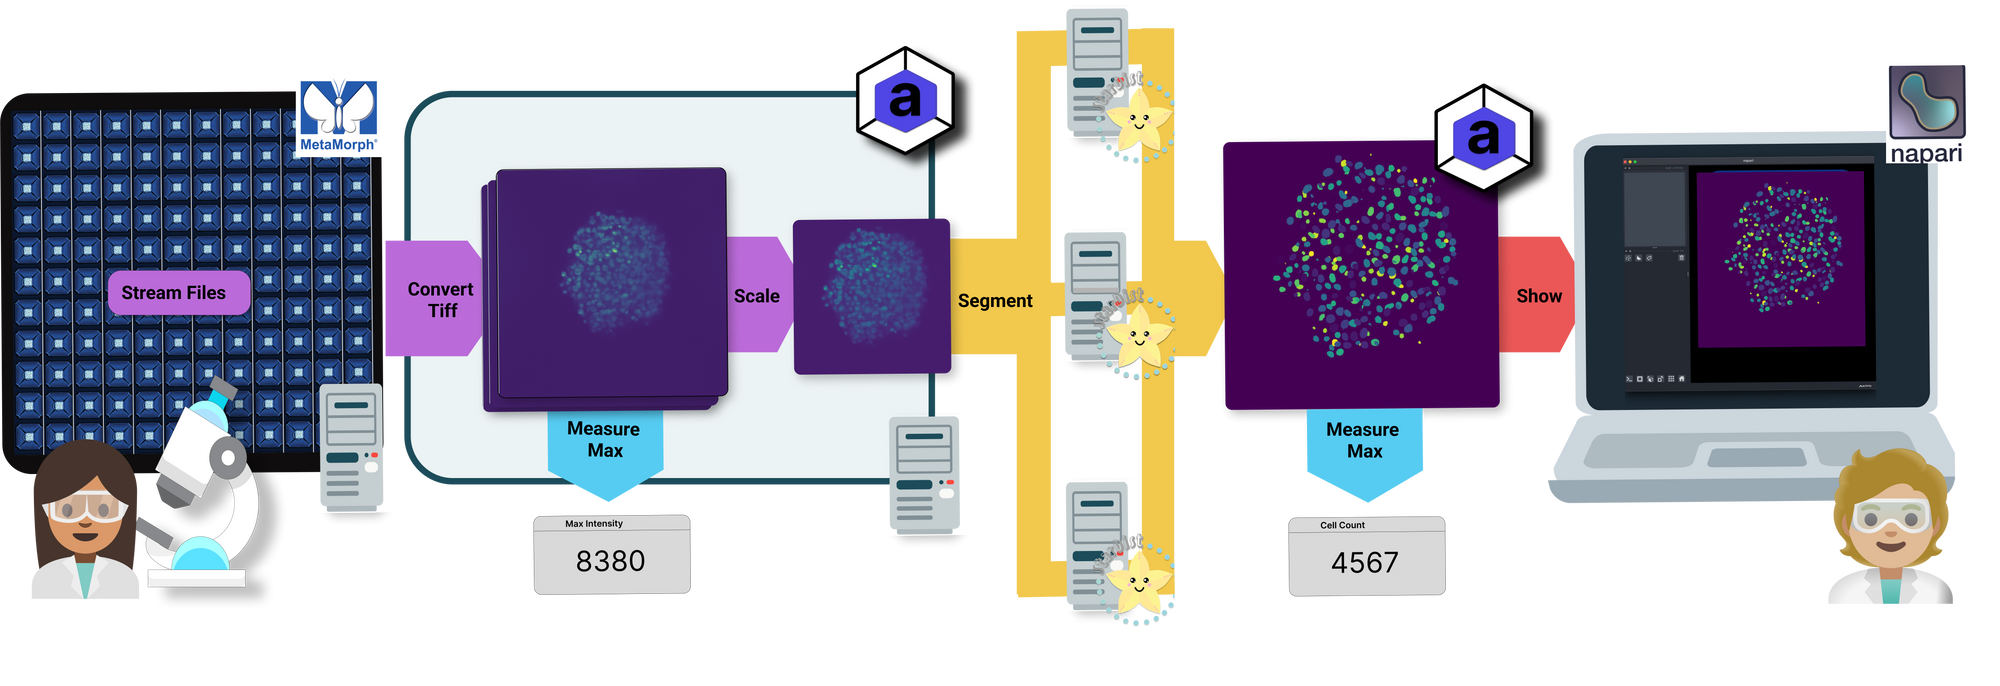 MetaMorph®
Stream Files
Convert
Tiff
Measure
Max
Max Intensity
8380
Scale
a
Segment
Measure
Max
Cell Count
4567
a
Show
napari
napari